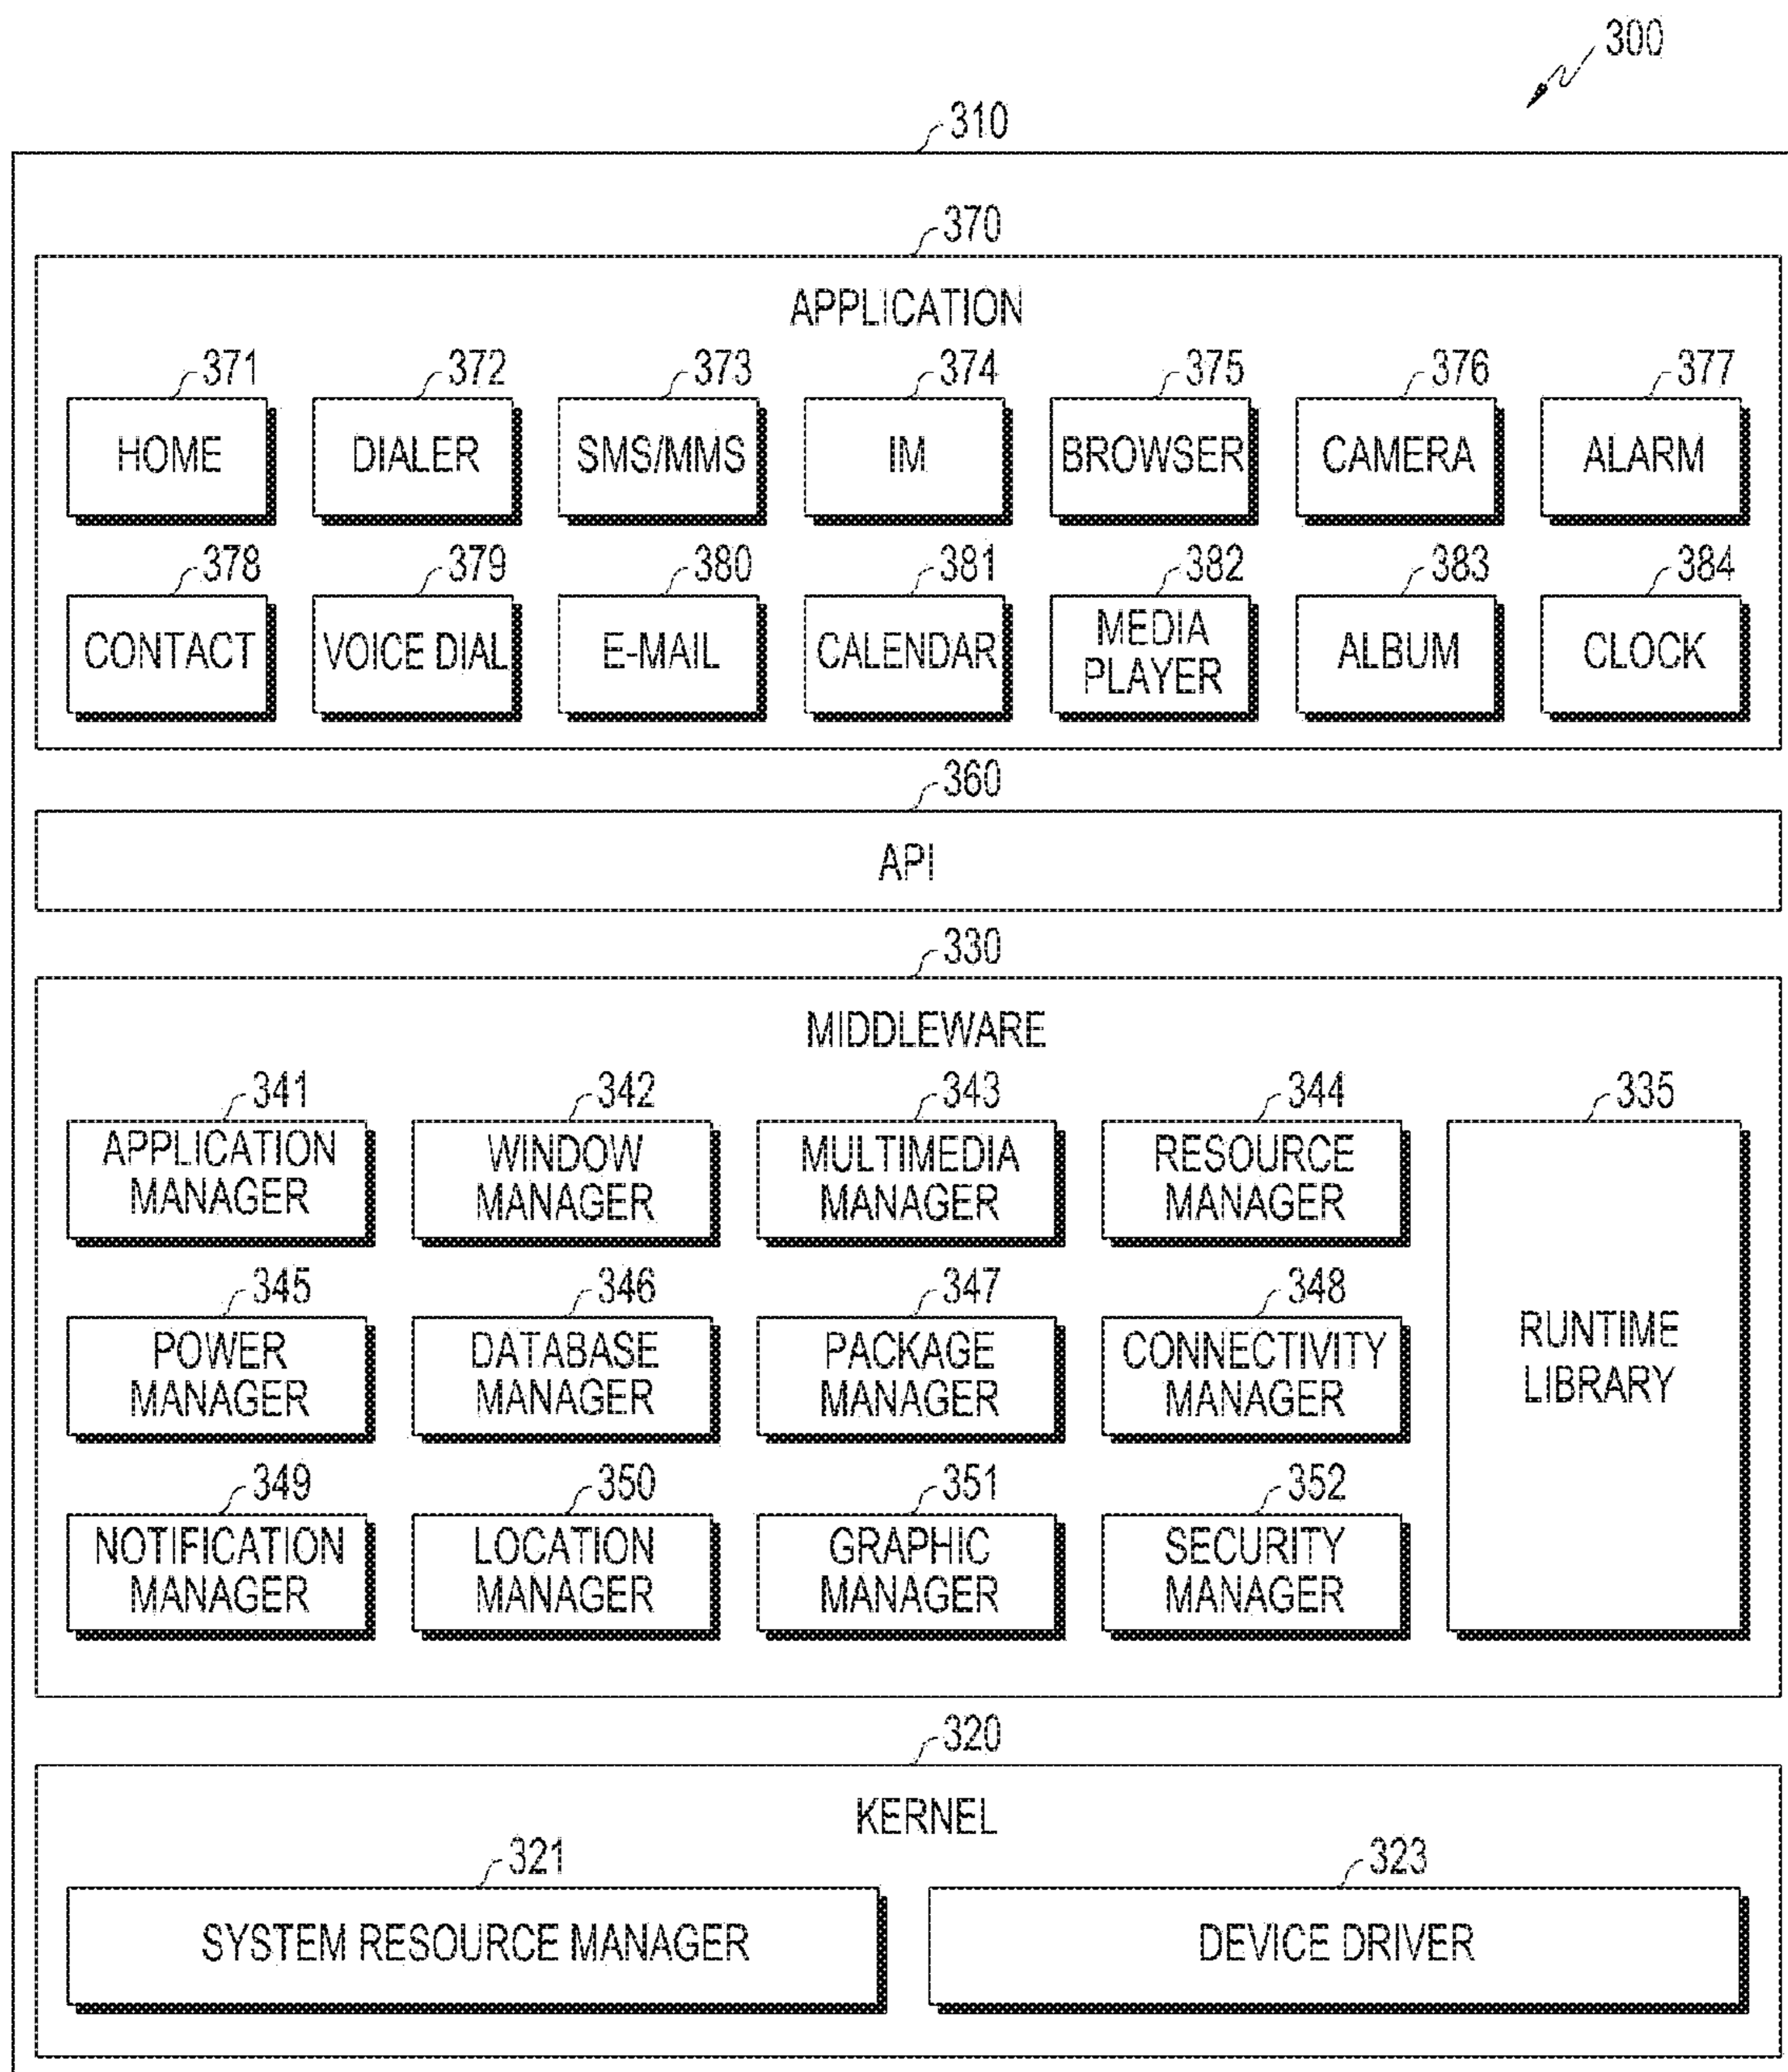 300
310
370
APPLICATION
371 372 373 374 375 376 377
HOME DIALER SMS/MMS IM BROWSER CAMERA ALARM
378 379 380 381 382 383 384
CONTACT VOICE DIAL E-MAIL CALENDAR MEDIA PLAYER ALBUM CLOCK
360
API
330
MIDDLEWARE
341 342 343 344 335
APPLICATION MANAGER WINDOW MANAGER MULTIMEDIA MANAGER RESOURCE MANAGER
345 346 347 348
POWER MANAGER DATABASE MANAGER PACKAGE MANAGER CONNECTIVITY MANAGER RUNTIME LIBRARY
349 350 351 352
NOTIFICATION MANAGER LOCATION MANAGER GRAPHIC MANAGER SECURITY MANAGER
320
KERNEL
321 323
SYSTEM RESOURCE MANAGER DEVICE DRIVER